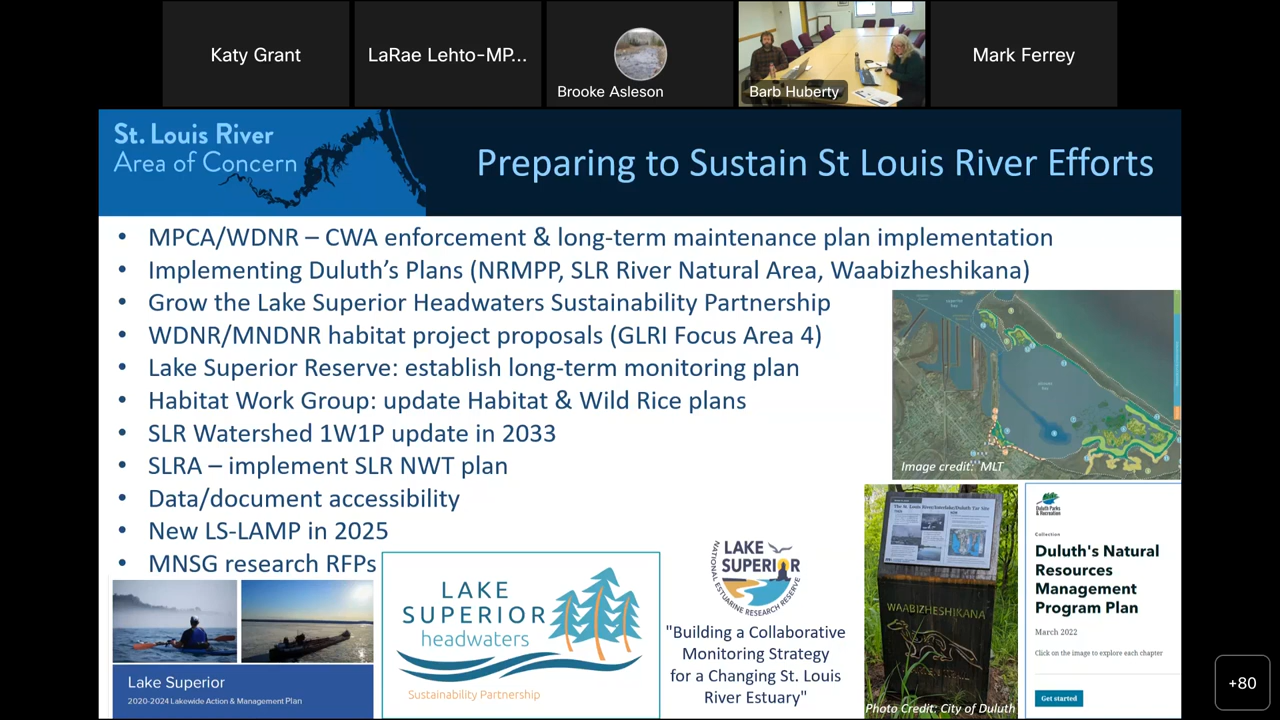 Katy Grant
LaRae Lehto-MP...
Brooke Asleson
Barb Huberty
Mark Ferrey
St. Louis River
Area of Concern
Preparing to Sustain St Louis River Efforts
• MPCA/WDNR – CWA enforcement & long-term maintenance plan implementation
• Implementing Duluth's Plans (NRMPP, SLR River Natural Area, Waabizheshikana)
• Grow the Lake Superior Headwaters Sustainability Partnership
• WDNR/MNDNR habitat project proposals (GLRI Focus Area 4)
• Lake Superior Reserve: establish long-term monitoring plan
• Habitat Work Group: update Habitat & Wild Rice plans
• SLR Watershed 1W1P update in 2033
• SLRA – implement SLR NWT plan
• Data/document accessibility
• New LS-LAMP in 2025
• MNSG research RFPs
Image credit: MLT
Lake Superior
2020-2024 Lakewide Action & Management Plan
LAKE
SUPERIOR
headwaters
Sustainability Partnership
LAKE
SUPERIOR
NATIONAL ESTUARINE RESEARCH RESERVE
"Building a Collaborative
Monitoring Strategy
for a Changing St. Louis
River Estuary"
WAABIZHESHIKANA
Photo Credit: City of Duluth
Duluth Parks
& Recreation
Collection
Duluth's Natural
Resources
Management
Program Plan
March 2022
Click on the image to explore each chapter
Get started
+80